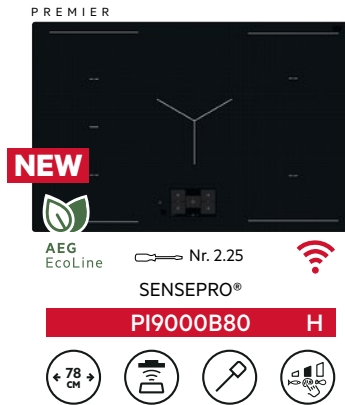 PREMIER
NEW
AEG
EcoLine
Nr. 2.25
SENSEPRO®
PI9000B80 H
78
CM